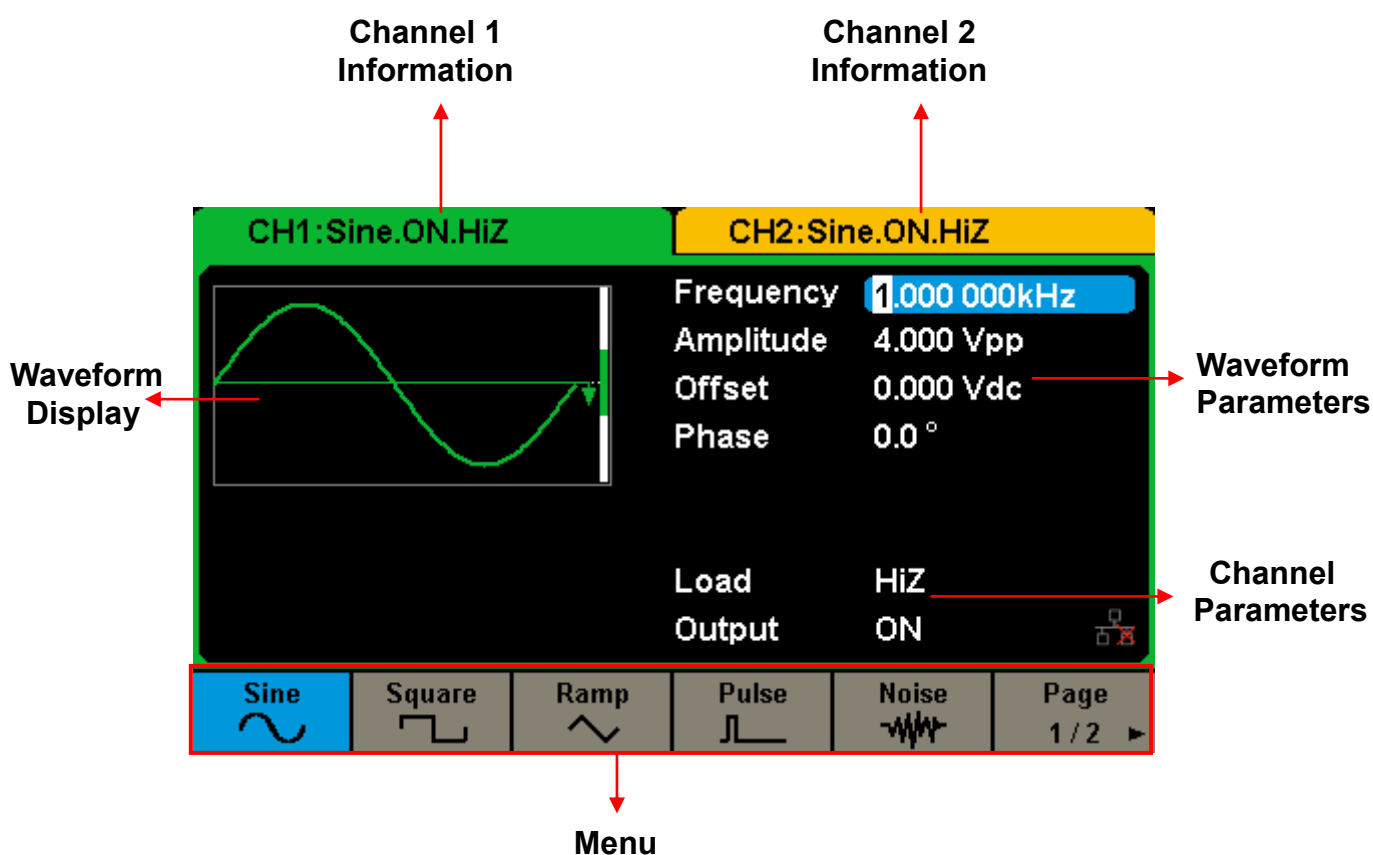 Channel 1
Information
Channel 2
Information
CH1:Sine.ON.HiZ
CH2:Sine.ON.HiZ
Waveform
Display
Frequency 1.000 000kHz
Amplitude 4.000 Vpp
Offset 0.000 Vdc
Phase 0.0 °
Waveform
Parameters
Load HiZ
Output ON
Channel
Parameters
Sine
Square
Ramp
Pulse
Noise
Page
1 / 2
Menu